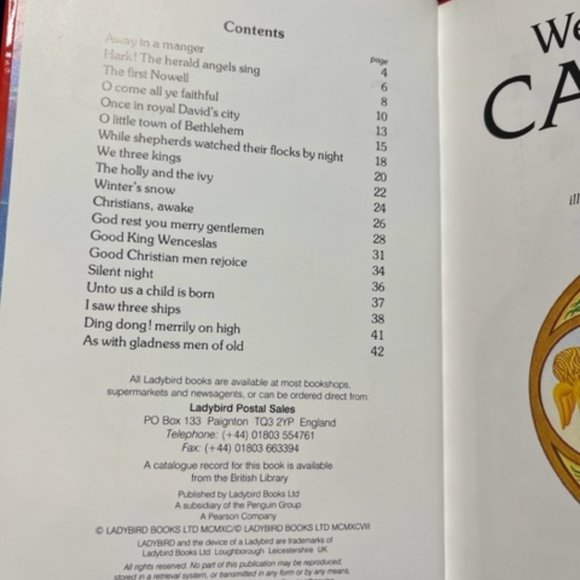 Contents
page
Away in a manger 4
Hark! The herald angels sing 6
The first Nowell 8
O come all ye faithful 10
Once in royal David's city 13
O little town of Bethlehem 15
While shepherds watched their flocks by night 18
We three kings 20
The holly and the ivy 22
Winter's snow 24
Christians, awake 26
God rest you merry gentlemen 28
Good King Wenceslas 31
Good Christian men rejoice 34
Silent night 36
Unto us a child is born 37
I saw three ships 38
Ding dong! merrily on high 41
As with gladness men of old 42
All Ladybird books are available at most bookshops,
supermarkets and newsagents, or can be ordered direct from:
Ladybird Postal Sales
PO Box 133 Paignton TQ3 2YP England
Telephone: (+44) 01803 554761
Fax: (+44) 01803 663394
A catalogue record for this book is available
from the British Library
Published by Ladybird Books Ltd
A subsidiary of the Penguin Group
A Pearson Company
© LADYBIRD BOOKS LTD MCMXC/© LADYBIRD BOOKS LTD MCMXCVIII
LADYBIRD and the device of a Ladybird are trademarks of
Ladybird Books Ltd Loughborough Leicestershire UK
All rights reserved. No part of this publication may be reproduced,
stored in a retrieval system, or transmitted in any form or by any means,
We
CA
ill